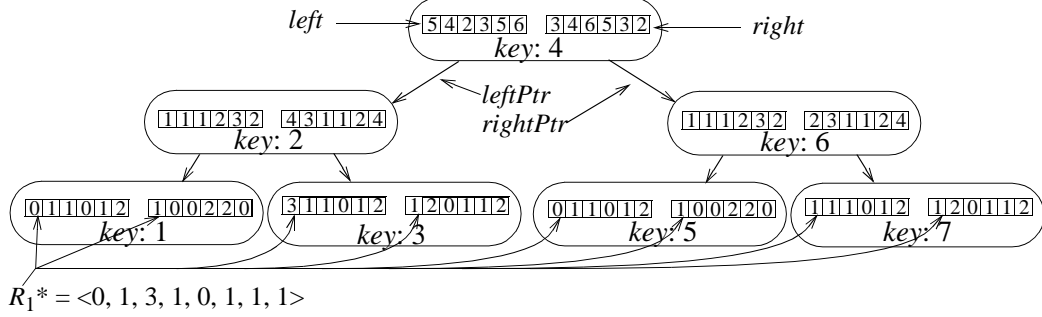 left
5 4 2 3 5 6 3 4 6 5 3 2
right
key: 4
leftPtr
rightPtr
1 1 1 2 3 2 4 3 1 1 2 4
key: 2
1 1 1 2 3 2 2 3 1 1 2 4
key: 6
0 1 1 0 1 2 1 0 0 2 2 0
key: 1
3 1 1 0 1 2 1 2 0 1 1 2
key: 3
0 1 1 0 1 2 1 0 0 2 2 0
key: 5
1 1 1 0 1 2 1 2 0 1 1 2
key: 7
R1* = <0, 1, 3, 1, 0, 1, 1, 1>